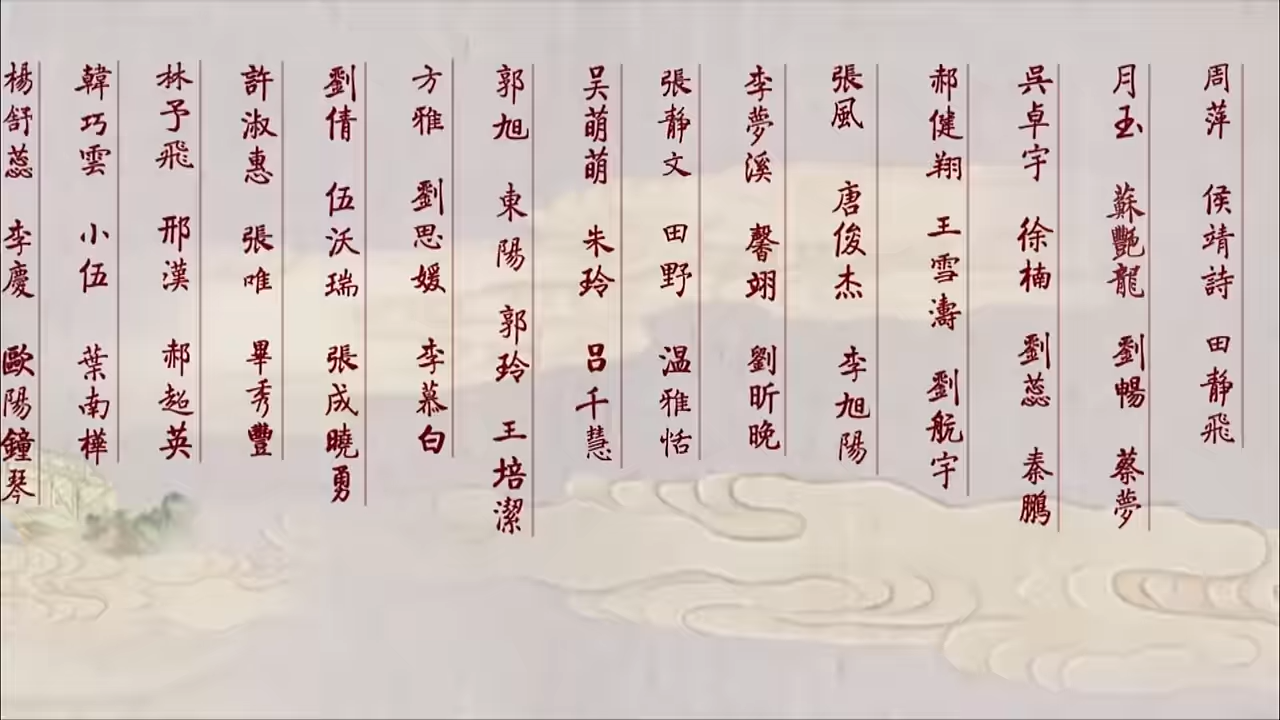 周萍 侯靖詩 田靜飛
月玉 蘇艷龍 劉暢 蔡夢
吳卓宇 徐楠 劉蕊 秦鵬
郝健翔 王雪濤 劉航宇
張風 唐俊杰 李旭陽
李夢溪 馨翊 劉昕晚
張靜文 田野 温雅恬
吴萌萌 朱玲 吕千慧
郭旭 東陽 郭玲 王培潔
方雅 劉思媛 李慕白
劉倩 伍沃瑞 張成曉勇
許淑惠 張唯 畢秀豐
林予飛 邢漢 郝超英
韓巧雲 小伍 葉南樺
楊舒蕊 李慶 歐陽鐘琴